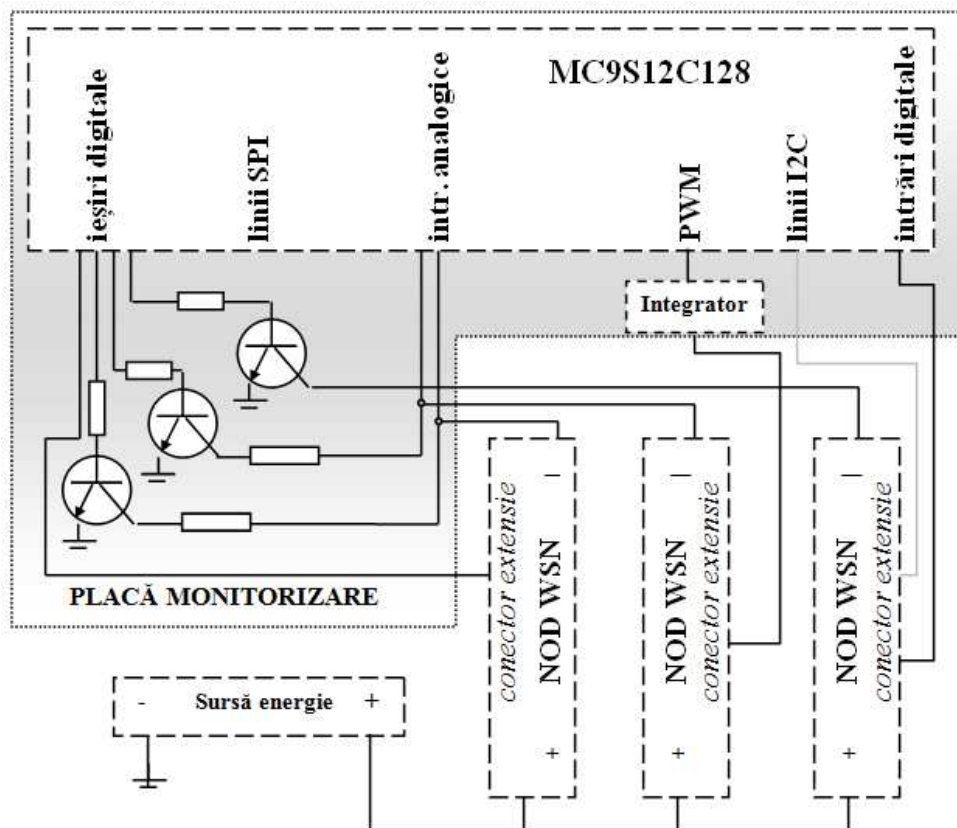 MC9S12C128
ieșiri digitale
linii SPI
intr. analogice
PWM
linii I2C
intrări digitale
Integrator
conector extensie
NOD WSN
–
+
NOD WSN
conector extensie
–
+
NOD WSN
conector extensie
–
+
PLACĂ MONITORIZARE
- Sursă energie +